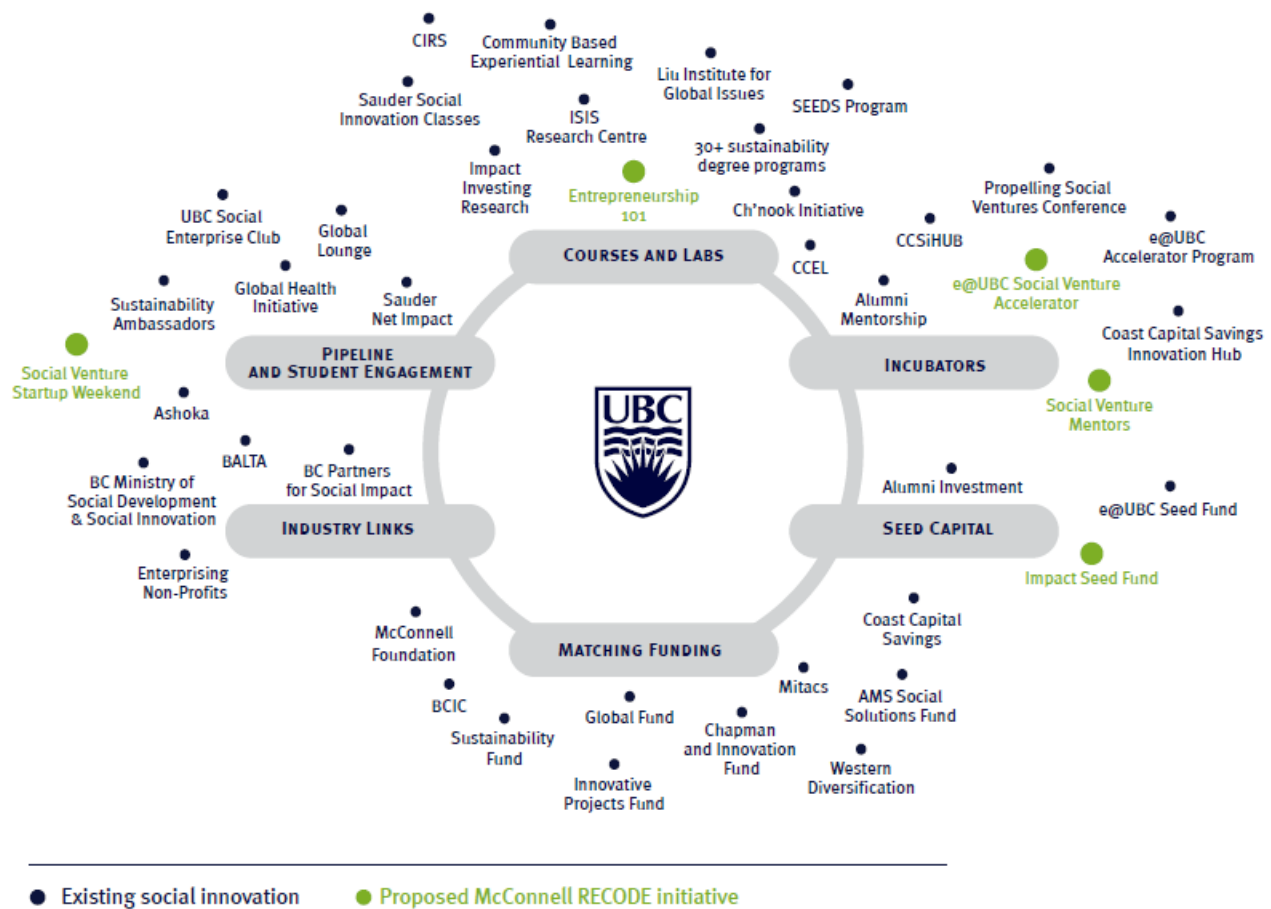 CIRS
Community Based
Experiential Learning
Liu Institute for
Global Issues
SEEDS Program
Sauder Social
Innovation Classes
ISIS
Research Centre
30+ sustainability
degree programs
Impact
Investing
Research
Entrepreneurship
101
Ch'nook Initiative
Propelling Social
Ventures Conference
UBC Social
Enterprise Club
Global
Lounge
COURSES AND LABS
CCEL
CCSiHUB
e@UBC
Accelerator Program
Sustainability
Ambassadors
Global Health
Initiative
Sauder
Net Impact
Alumni
Mentorship
e@UBC Social Venture
Accelerator
Coast Capital Savings
Innovation Hub
Social Venture
Startup Weekend
PIPELINE
AND STUDENT ENGAGEMENT
INCUBATORS
Social Venture
Mentors
Ashoka
UBC
BALTA
BC Partners
for Social Impact
BC Ministry of
Social Development
& Social Innovation
Alumni Investment
e@UBC Seed Fund
INDUSTRY LINKS
SEED CAPITAL
Enterprising
Non-Profits
Impact Seed Fund
McConnell
Foundation
MATCHING FUNDING
Coast Capital
Savings
BCIC
Sustainability
Fund
Global Fund
Innovative
Projects Fund
Chapman
and Innovation
Fund
Mitacs
AMS Social
Solutions Fund
Western
Diversification
Existing social innovation
Proposed McConnell RECODE initiative